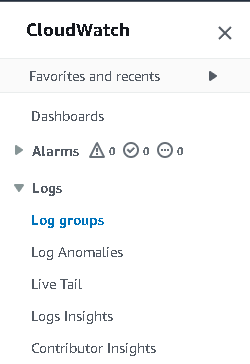 CloudWatch
Favorites and recents
Dashboards
Alarms 0 0 0
Logs
Log groups
Log Anomalies
Live Tail
Logs Insights
Contributor Insights